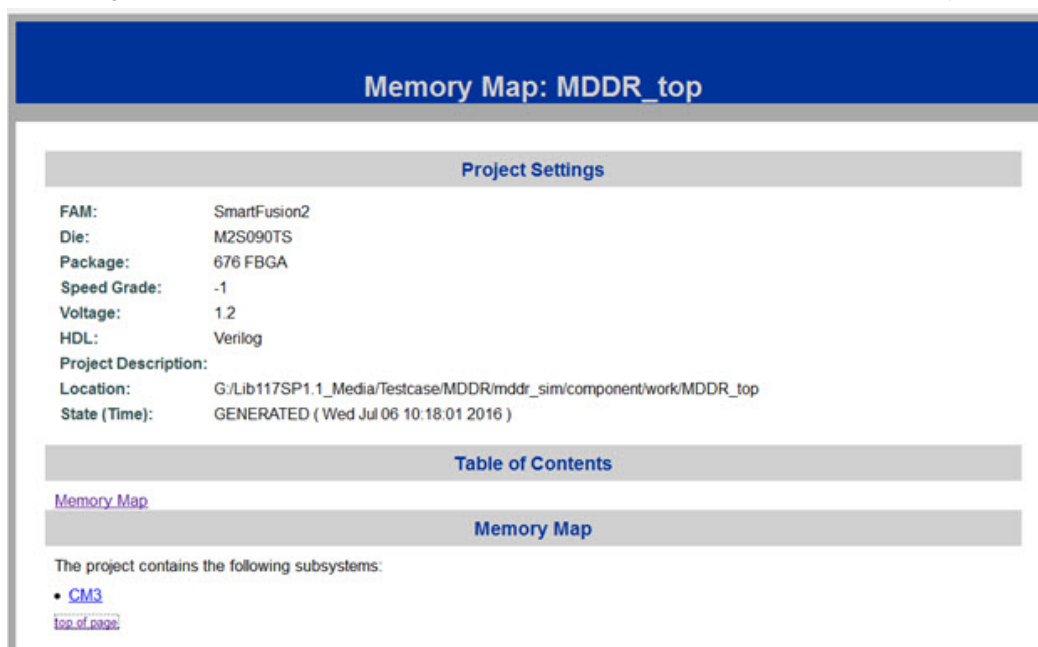 Memory Map: MDDR_top
Project Settings
FAM: SmartFusion2
Die: M2S090TS
Package: 676 FBGA
Speed Grade: -1
Voltage: 1.2
HDL: Verilog
Project Description:
Location: G:/Lib117SP1.1_Media/Testcase/MDDR/mddr_sim/component/work/MDDR_top
State (Time): GENERATED ( Wed Jul 06 10:18:01 2016 )
Table of Contents
Memory Map
Memory Map
The project contains the following subsystems:
• CM3
top of page